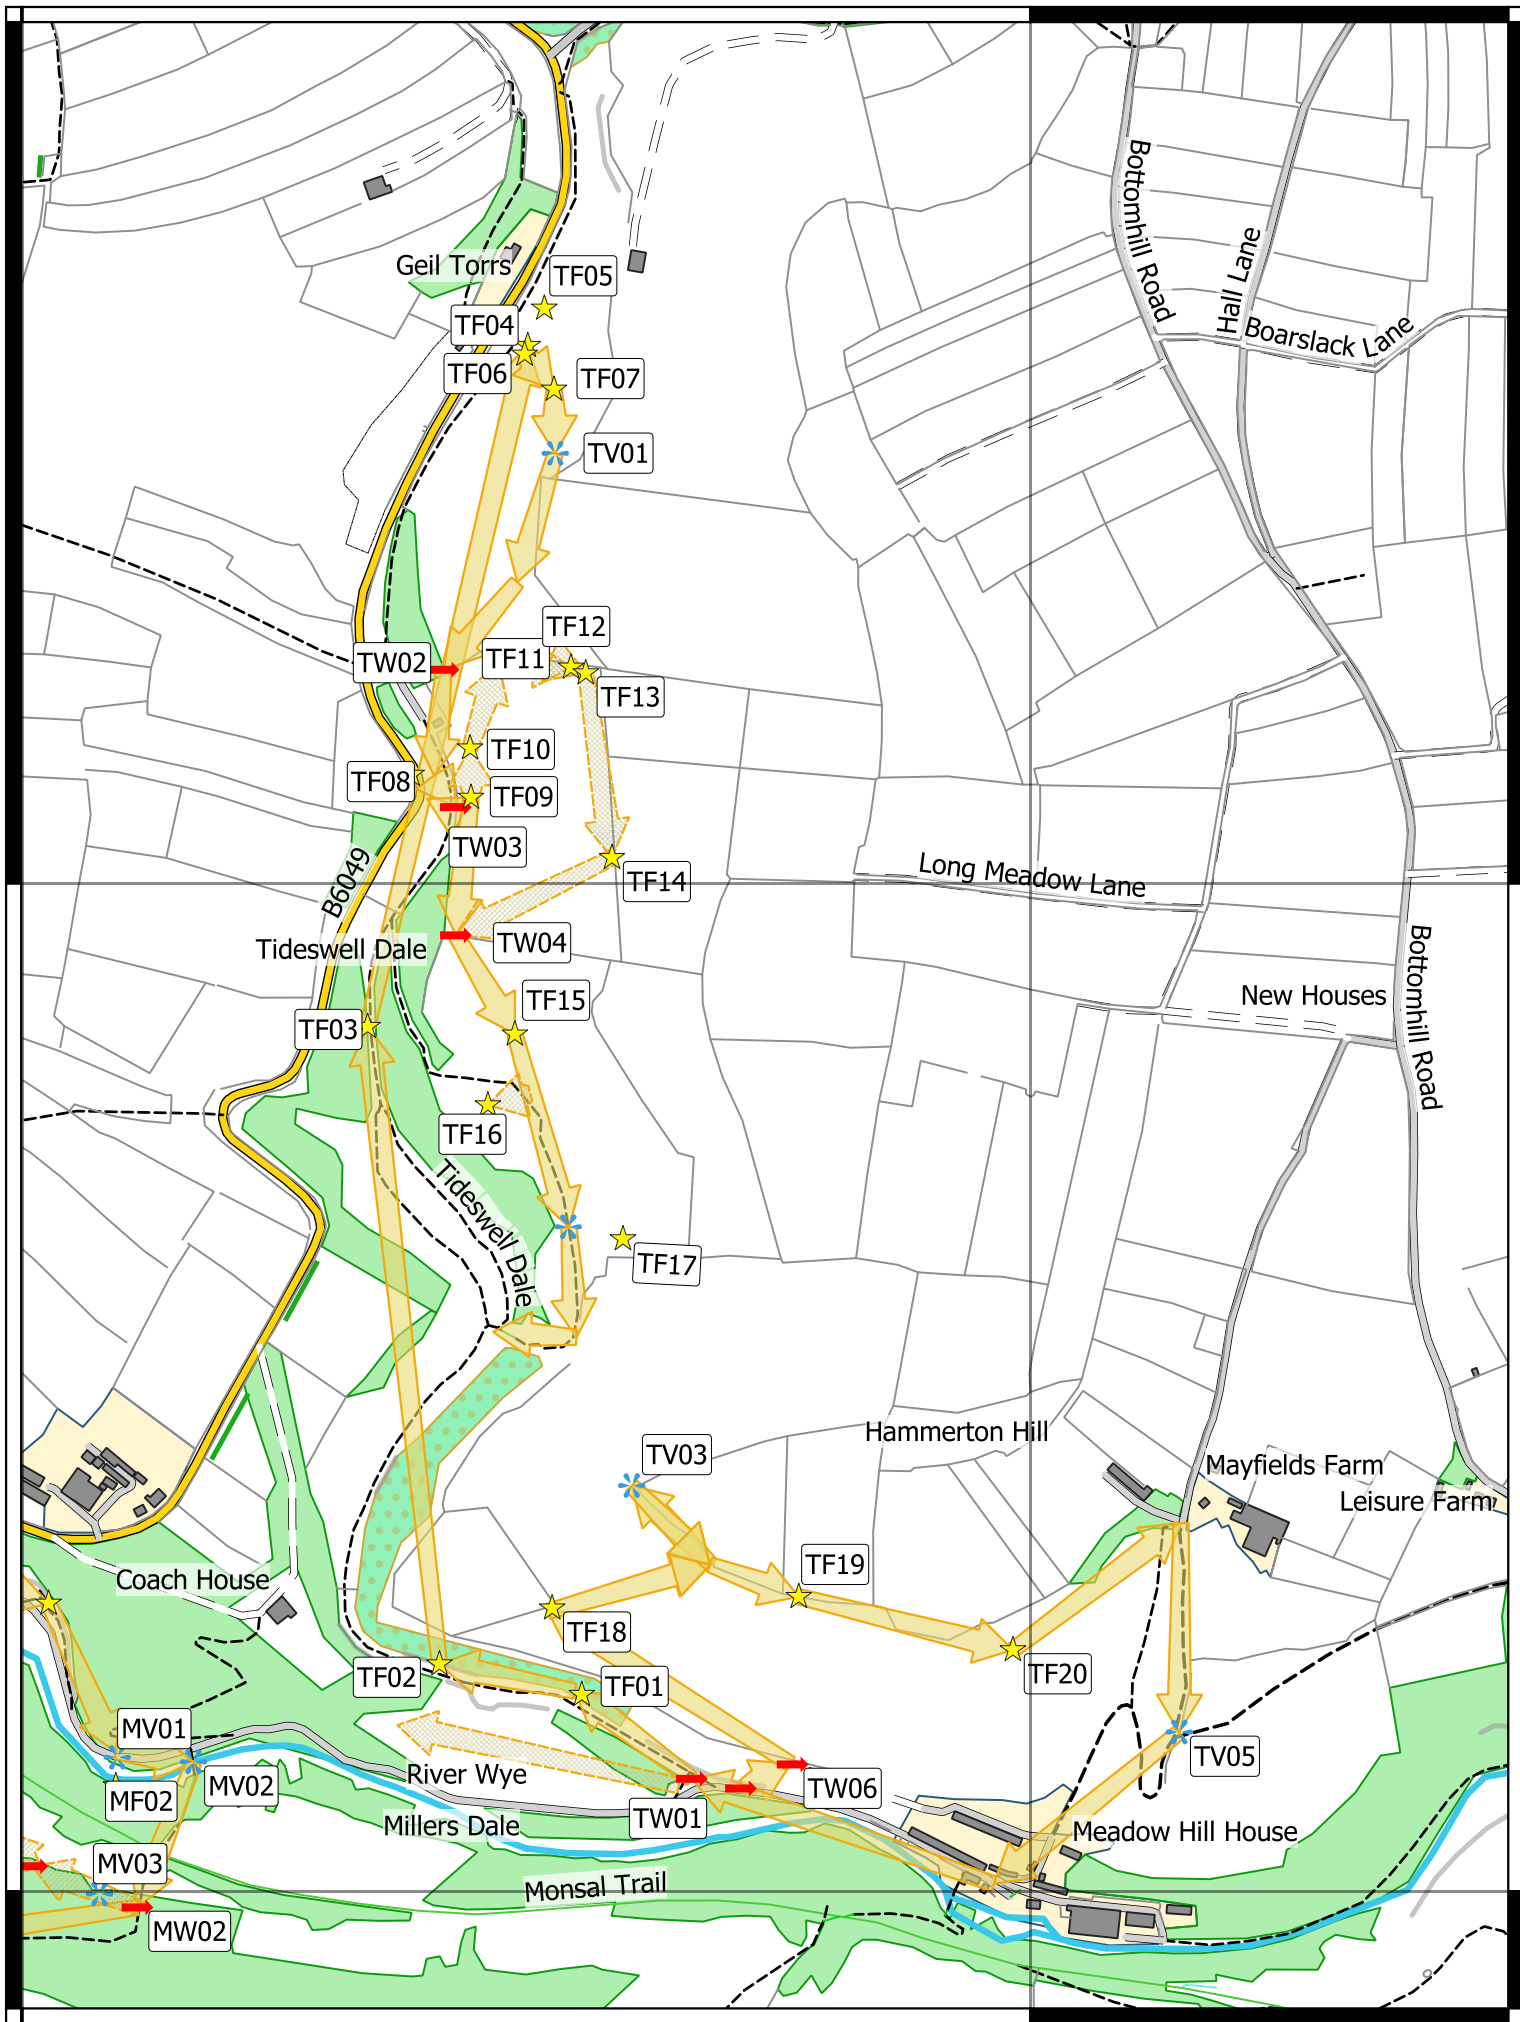 Bottomhill Road
Hall Lane
Geil Torrs
TF05
TF04
Boarslack Lane
TF06
TF07
TV01
TF12
TW02
TF11
TF13
TF10
TF08
TF09
TW03
B6049
Long Meadow Lane
TF14
Tideswell Dale
TW04
TF15
New Houses
TF03
Bottomhill Road
TF16
Tideswell Dale
TF17
Hammerton Hill
TV03
Mayfields Farm
Leisure Farm
Coach House
TF19
TF18
TF20
TF02
TF01
MV01
TV05
River Wye
MV02
TW06
MF02
TW01
Millers Dale
Meadow Hill House
MV03
Monsal Trail
MW02